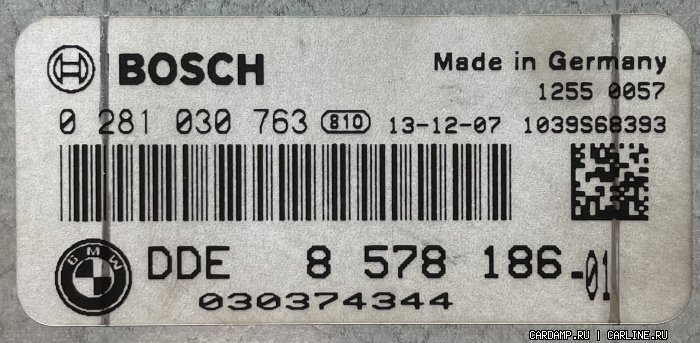 BOSCH Made in Germany
1255 0057
0 281 030 763 810 13-12-07 1039S68393
BMW DDE 8 578 186-01
030374344
CARDAMP.RU | CARLINE.RU